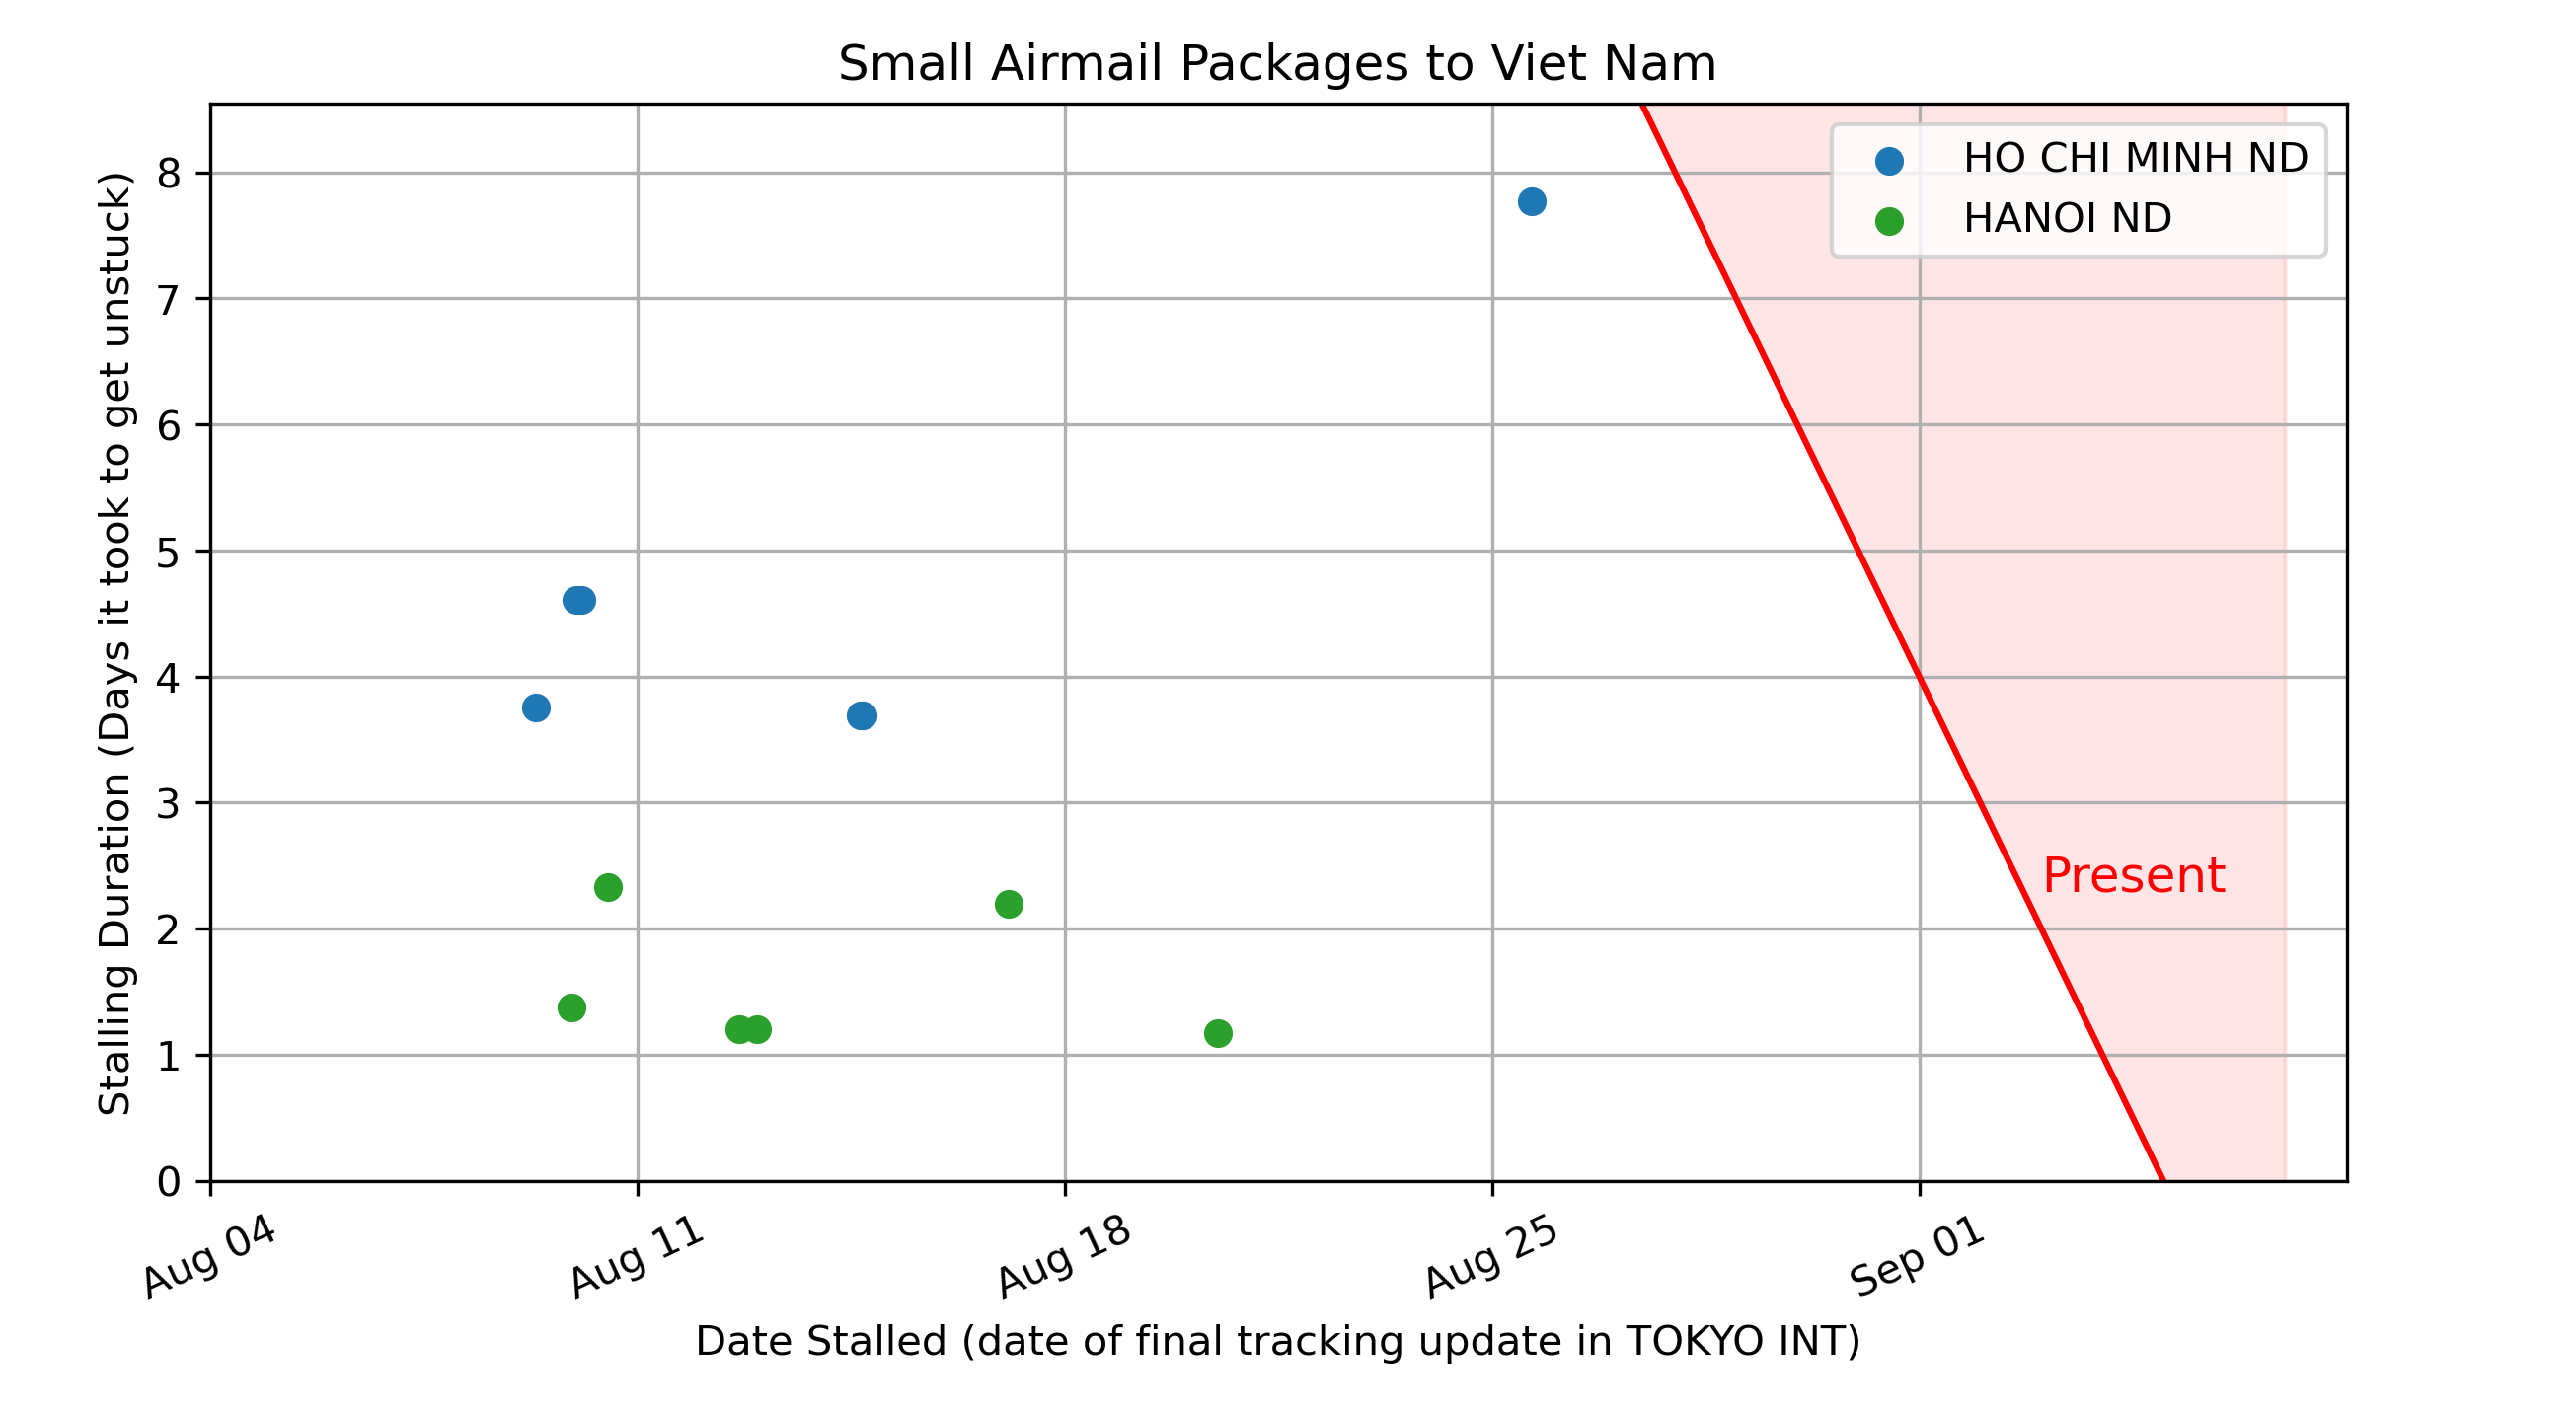 Small Airmail Packages to Viet Nam
HO CHI MINH ND
HANOI ND
Present
Stalling Duration (Days it took to get unstuck)
8
7
6
5
4
3
2
1
0
Aug 04
Aug 11
Aug 18
Aug 25
Sep 01
Date Stalled (date of final tracking update in TOKYO INT)